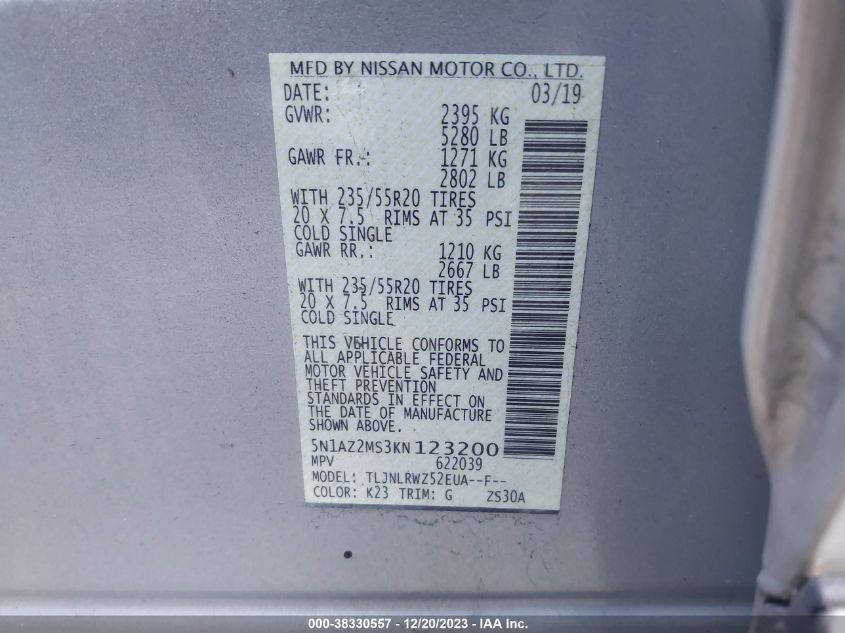 MFD BY NISSAN MOTOR CO., LTD.
DATE: 03/19
GVWR: 2395 KG
5280 LB
GAWR FR.: 1271 KG
2802 LB
WITH 235/55R20 TIRES
20 X 7.5 RIMS AT 35 PSI
COLD SINGLE
GAWR RR.: 1210 KG
2667 LB
WITH 235/55R20 TIRES
20 X 7.5 RIMS AT 35 PSI
COLD SINGLE
THIS VEHICLE CONFORMS TO
ALL APPLICABLE FEDERAL
MOTOR VEHICLE SAFETY AND
THEFT PREVENTION
STANDARDS IN EFFECT ON
THE DATE OF MANUFACTURE
SHOWN ABOVE.
5N1AZ2MS3KN123200
MPV 622039
MODEL: TLJNLRWZ52EUA--F--
COLOR: K23 TRIM: G ZS30A
000-38330557 - 12/20/2023 - IAA Inc.